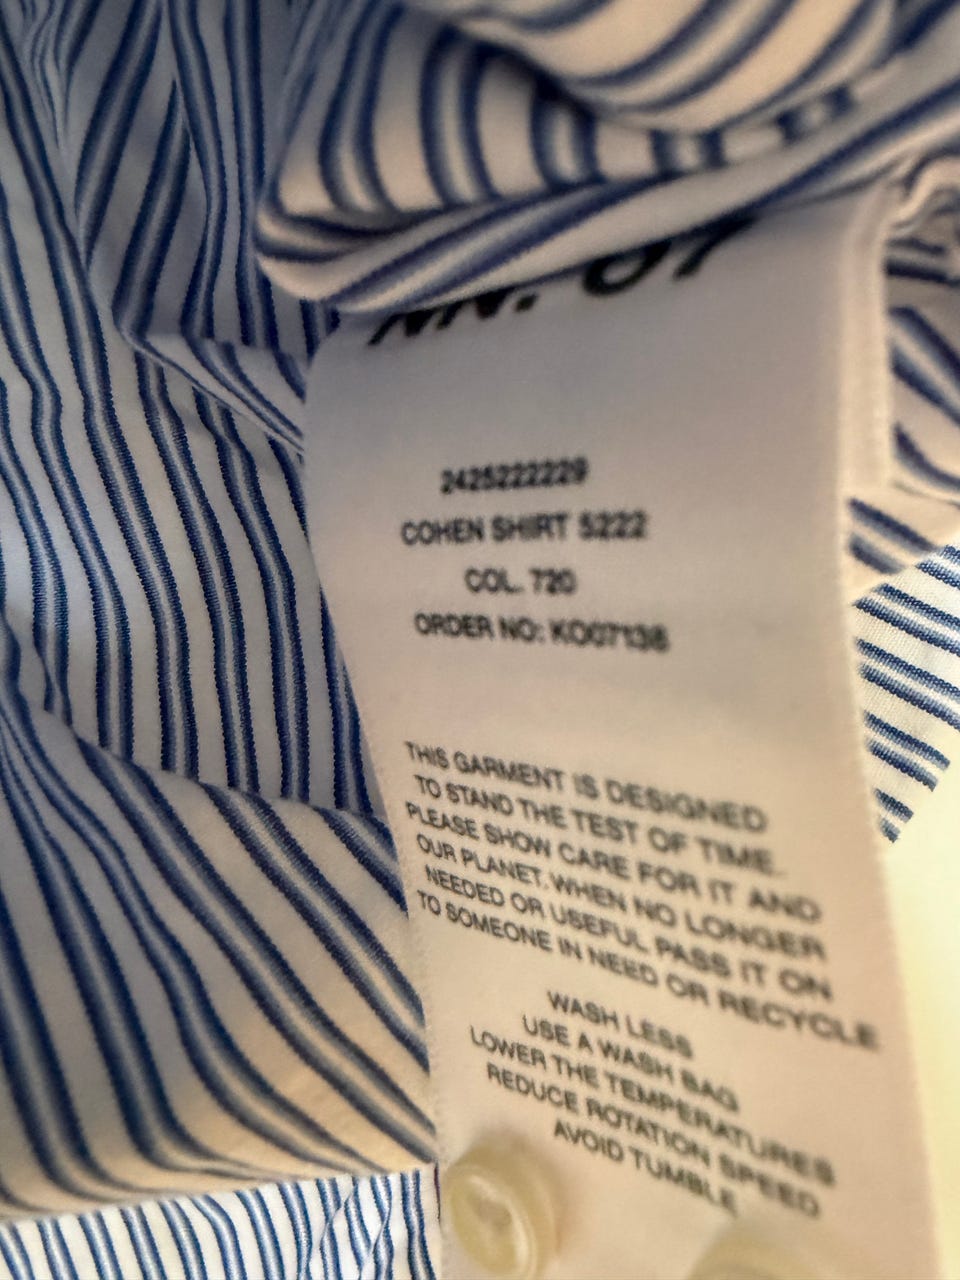 NN. 07
2425222229
COHEN SHIRT 5222
COL. 720
ORDER NO: KO07136
THIS GARMENT IS DESIGNED
TO STAND THE TEST OF TIME.
PLEASE SHOW CARE FOR IT AND
OUR PLANET. WHEN NO LONGER
NEEDED OR USEFUL PASS IT ON
TO SOMEONE IN NEED OR RECYCLE
WASH LESS
USE A WASH BAG
LOWER THE TEMPERATURES
REDUCE ROTATION SPEED
AVOID TUMBLE